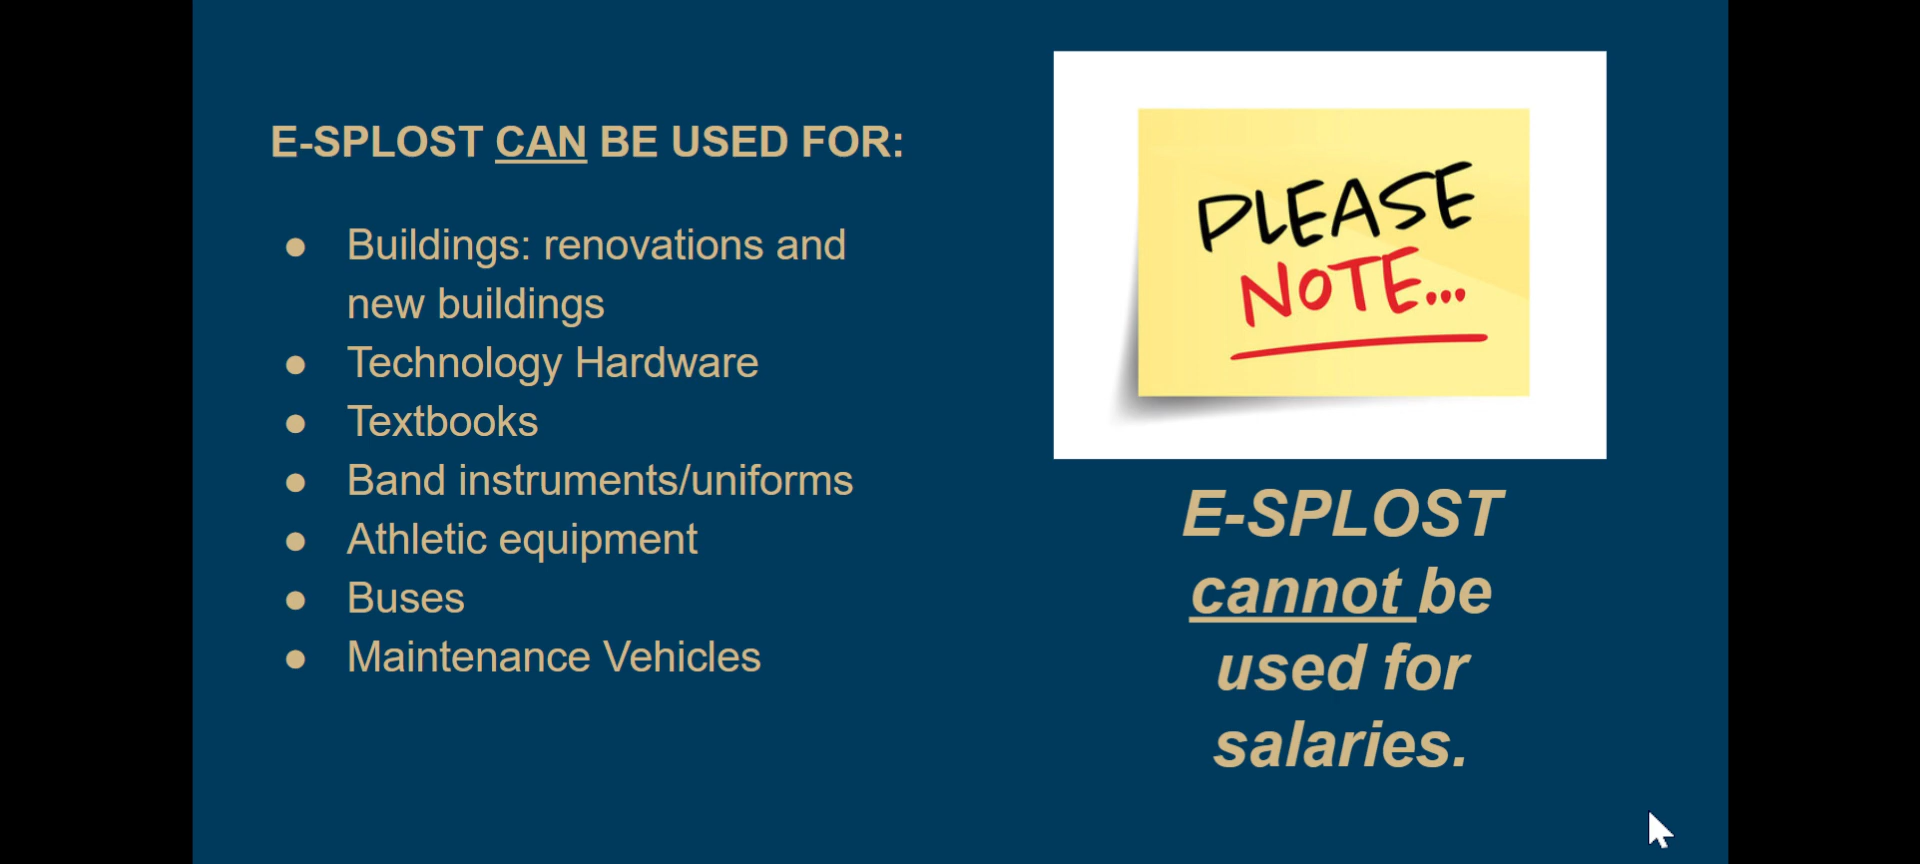 E-SPLOST CAN BE USED FOR:
● Buildings: renovations and
new buildings
● Technology Hardware
● Textbooks
● Band instruments/uniforms
● Athletic equipment
● Buses
● Maintenance Vehicles
PLEASE
NOTE...
E-SPLOST
cannot be
used for
salaries.